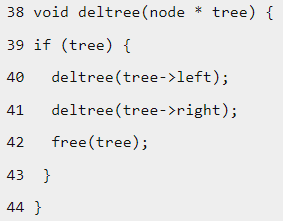 38 void deltree(node * tree) {
39 if (tree) {
40   deltree(tree->left);
41   deltree(tree->right);
42   free(tree);
43  }
44 }